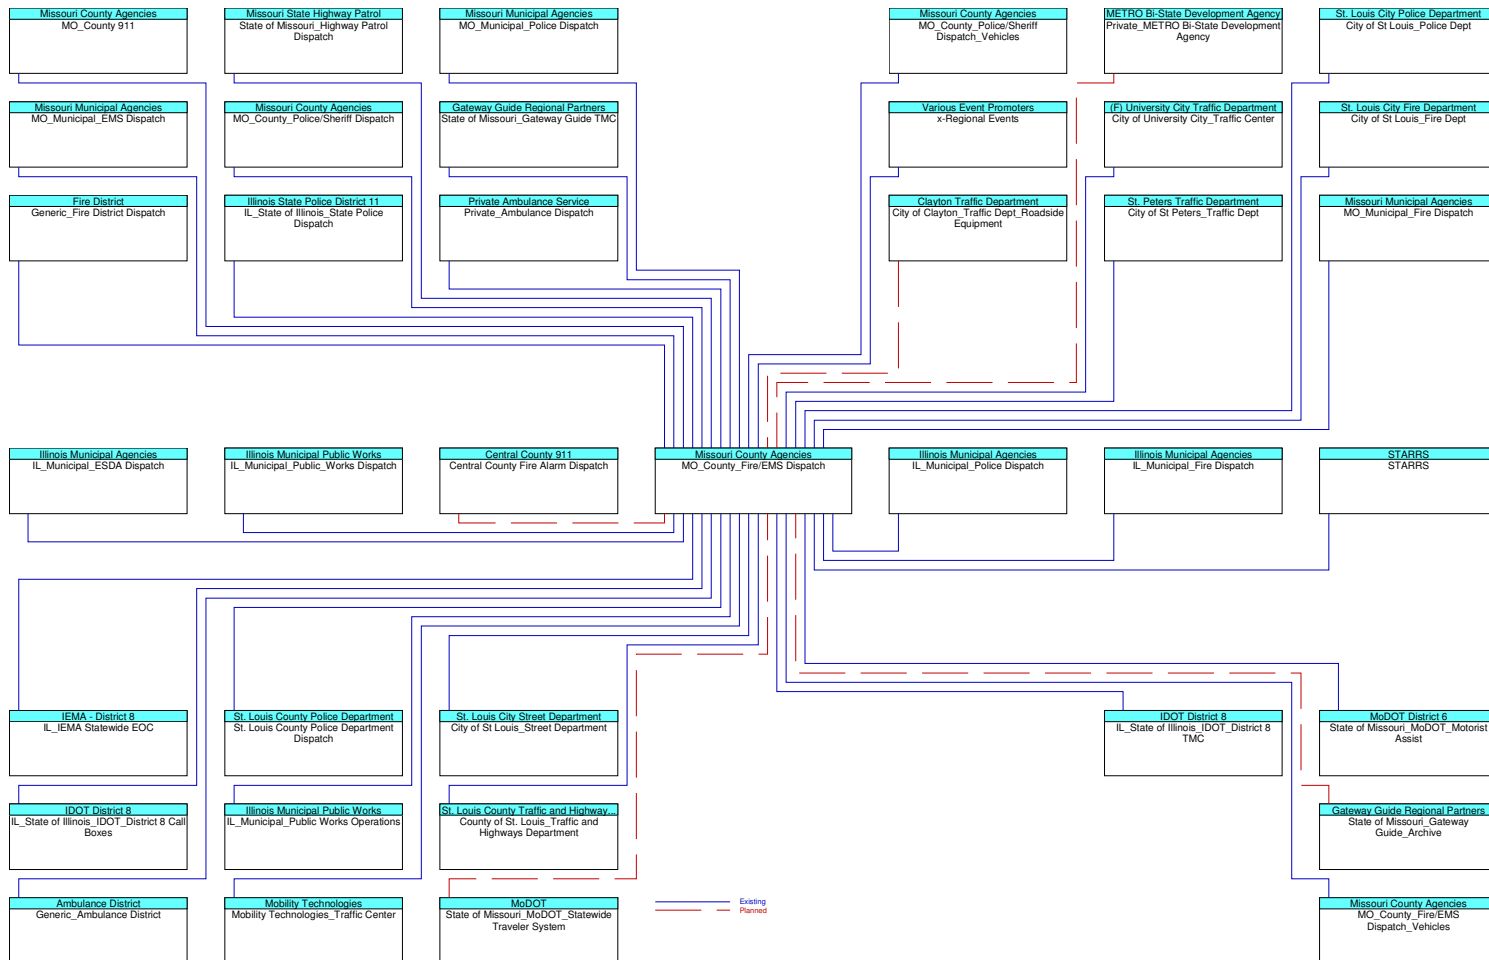 Missouri County Agencies
MO_County 911
Missouri State Highway Patrol
State of Missouri_Highway Patrol
Dispatch
Missouri Municipal Agencies
MO_Municipal_Police Dispatch
Missouri County Agencies
MO_County_Police/Sheriff
Dispatch_Vehicles
METRO Bi-State Development Agency
Private_METRO Bi-State Development
Agency
St. Louis City Police Department
City of St Louis_Police Dept
Missouri Municipal Agencies
MO_Municipal_EMS Dispatch
Missouri County Agencies
MO_County_Police/Sheriff Dispatch
Gateway Guide Regional Partners
State of Missouri_Gateway Guide TMC
Various Event Promoters
x-Regional Events
(F) University City Traffic Department
City of University City_Traffic Center
St. Louis City Fire Department
City of St Louis_Fire Dept
Fire District
Generic_Fire District Dispatch
Illinois State Police District 11
IL_State of Illinois_State Police
Dispatch
Private Ambulance Service
Private_Ambulance Dispatch
Clayton Traffic Department
City of Clayton_Traffic Dept_Roadside
Equipment
St. Peters Traffic Department
City of St Peters_Traffic Dept
Missouri Municipal Agencies
MO_Municipal_Fire Dispatch
Illinois Municipal Agencies
IL_Municipal_ESDA Dispatch
Illinois Municipal Public Works
IL_Municipal_Public_Works Dispatch
Central County 911
Central County Fire Alarm Dispatch
Missouri County Agencies
MO_County_Fire/EMS Dispatch
Illinois Municipal Agencies
IL_Municipal_Police Dispatch
Illinois Municipal Agencies
IL_Municipal_Fire Dispatch
STARRS
STARRS
IEMA - District 8
IL_IEMA Statewide EOC
St. Louis County Police Department
St. Louis County Police Department
Dispatch
St. Louis City Street Department
City of St Louis_Street Department
IDOT District 8
IL_State of Illinois_IDOT_District 8
TMC
MoDOT District 6
State of Missouri_MoDOT_Motorist
Assist
IDOT District 8
IL_State of Illinois_IDOT_District 8 Call
Boxes
Illinois Municipal Public Works
IL_Municipal_Public Works Operations
St. Louis County Traffic and Highway...
County of St. Louis_Traffic and
Highways Department
Gateway Guide Regional Partners
State of Missouri_Gateway
Guide_Archive
Ambulance District
Generic_Ambulance District
Mobility Technologies
Mobility Technologies_Traffic Center
MoDOT
State of Missouri_MoDOT_Statewide
Traveler System
Existing
Planned
Missouri County Agencies
MO_County_Fire/EMS
Dispatch_Vehicles